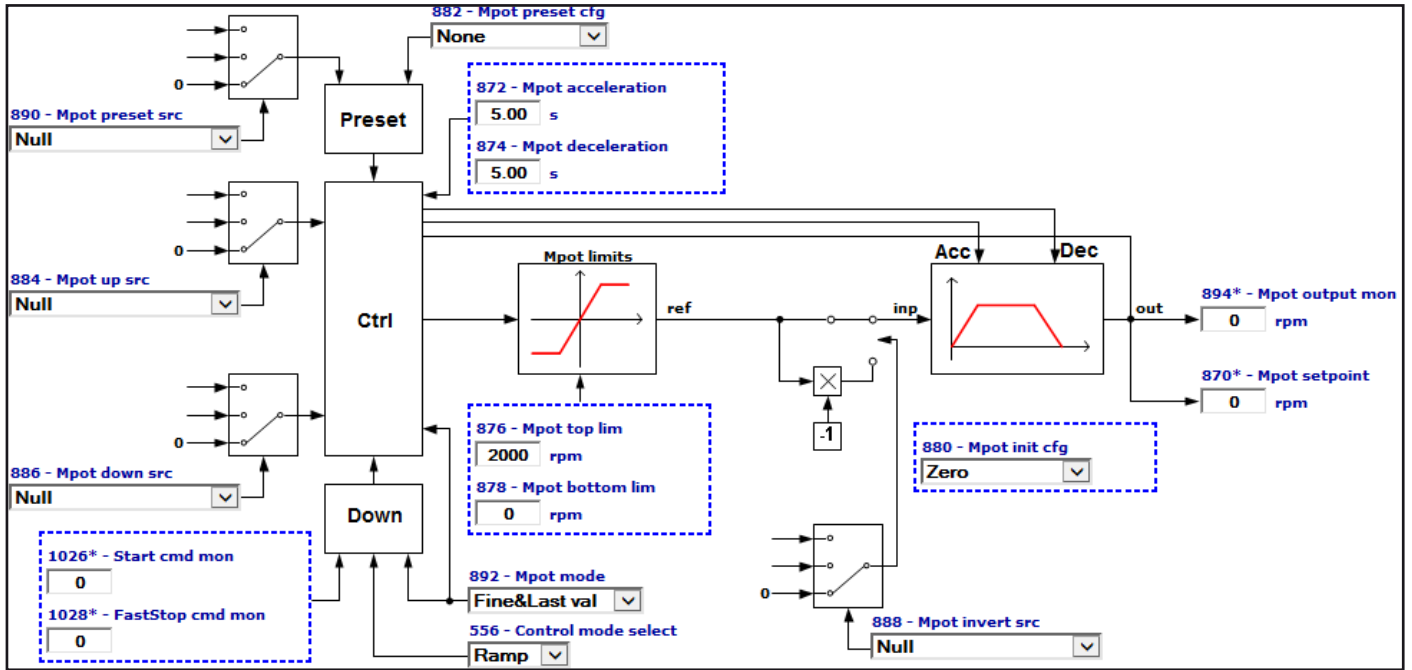 882 - Mpot preset cfg
None
0
890 - Mpot preset src
Null
Preset
872 - Mpot acceleration
5.00 s
874 - Mpot deceleration
5.00 s
0
884 - Mpot up src
Null
Ctrl
Mpot limits
ref
inp
Acc
Dec
out
894* - Mpot output mon
0 rpm
870* - Mpot setpoint
0 rpm
-1
0
886 - Mpot down src
Null
876 - Mpot top lim
2000 rpm
878 - Mpot bottom lim
0 rpm
880 - Mpot init cfg
Zero
Down
1026* - Start cmd mon
0
1028* - FastStop cmd mon
0
892 - Mpot mode
Fine&Last val
556 - Control mode select
Ramp
0
888 - Mpot invert src
Null